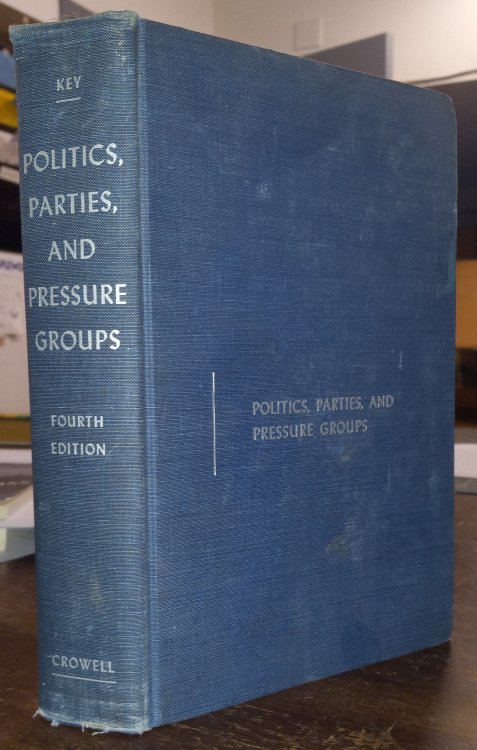 KEY
POLITICS,
PARTIES,
AND
PRESSURE
GROUPS
FOURTH
EDITION
CROWELL
POLITICS, PARTIES, AND
PRESSURE GROUPS